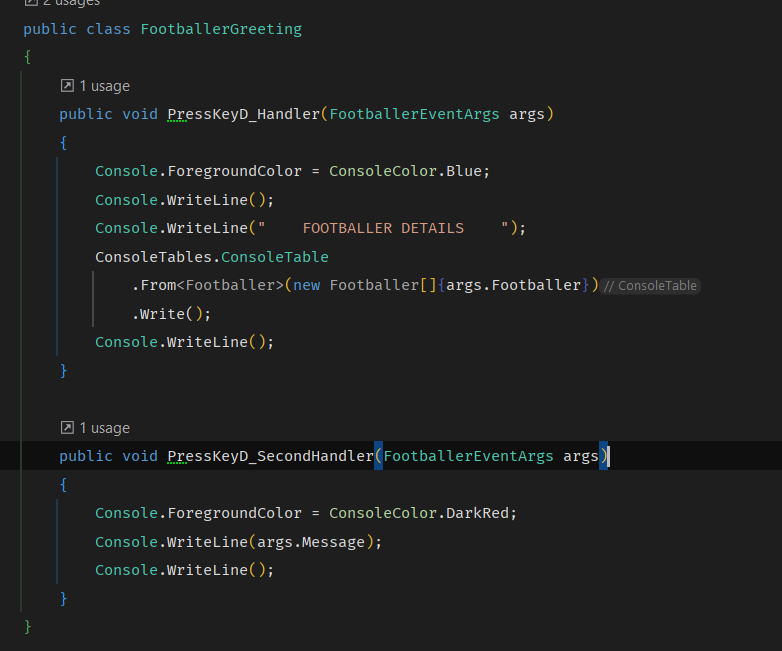 2 usages
public class FootballerGreeting
{
1 usage
public void PressKeyD_Handler(FootballerEventArgs args)
{
Console.ForegroundColor = ConsoleColor.Blue;
Console.WriteLine();
Console.WriteLine("    FOOTBALLER DETAILS    ");
ConsoleTables.ConsoleTable
.From<Footballer>(new Footballer[]{args.Footballer}) // ConsoleTable
.Write();
Console.WriteLine();
}
1 usage
public void PressKeyD_SecondHandler(FootballerEventArgs args)
{
Console.ForegroundColor = ConsoleColor.DarkRed;
Console.WriteLine(args.Message);
Console.WriteLine();
}
}